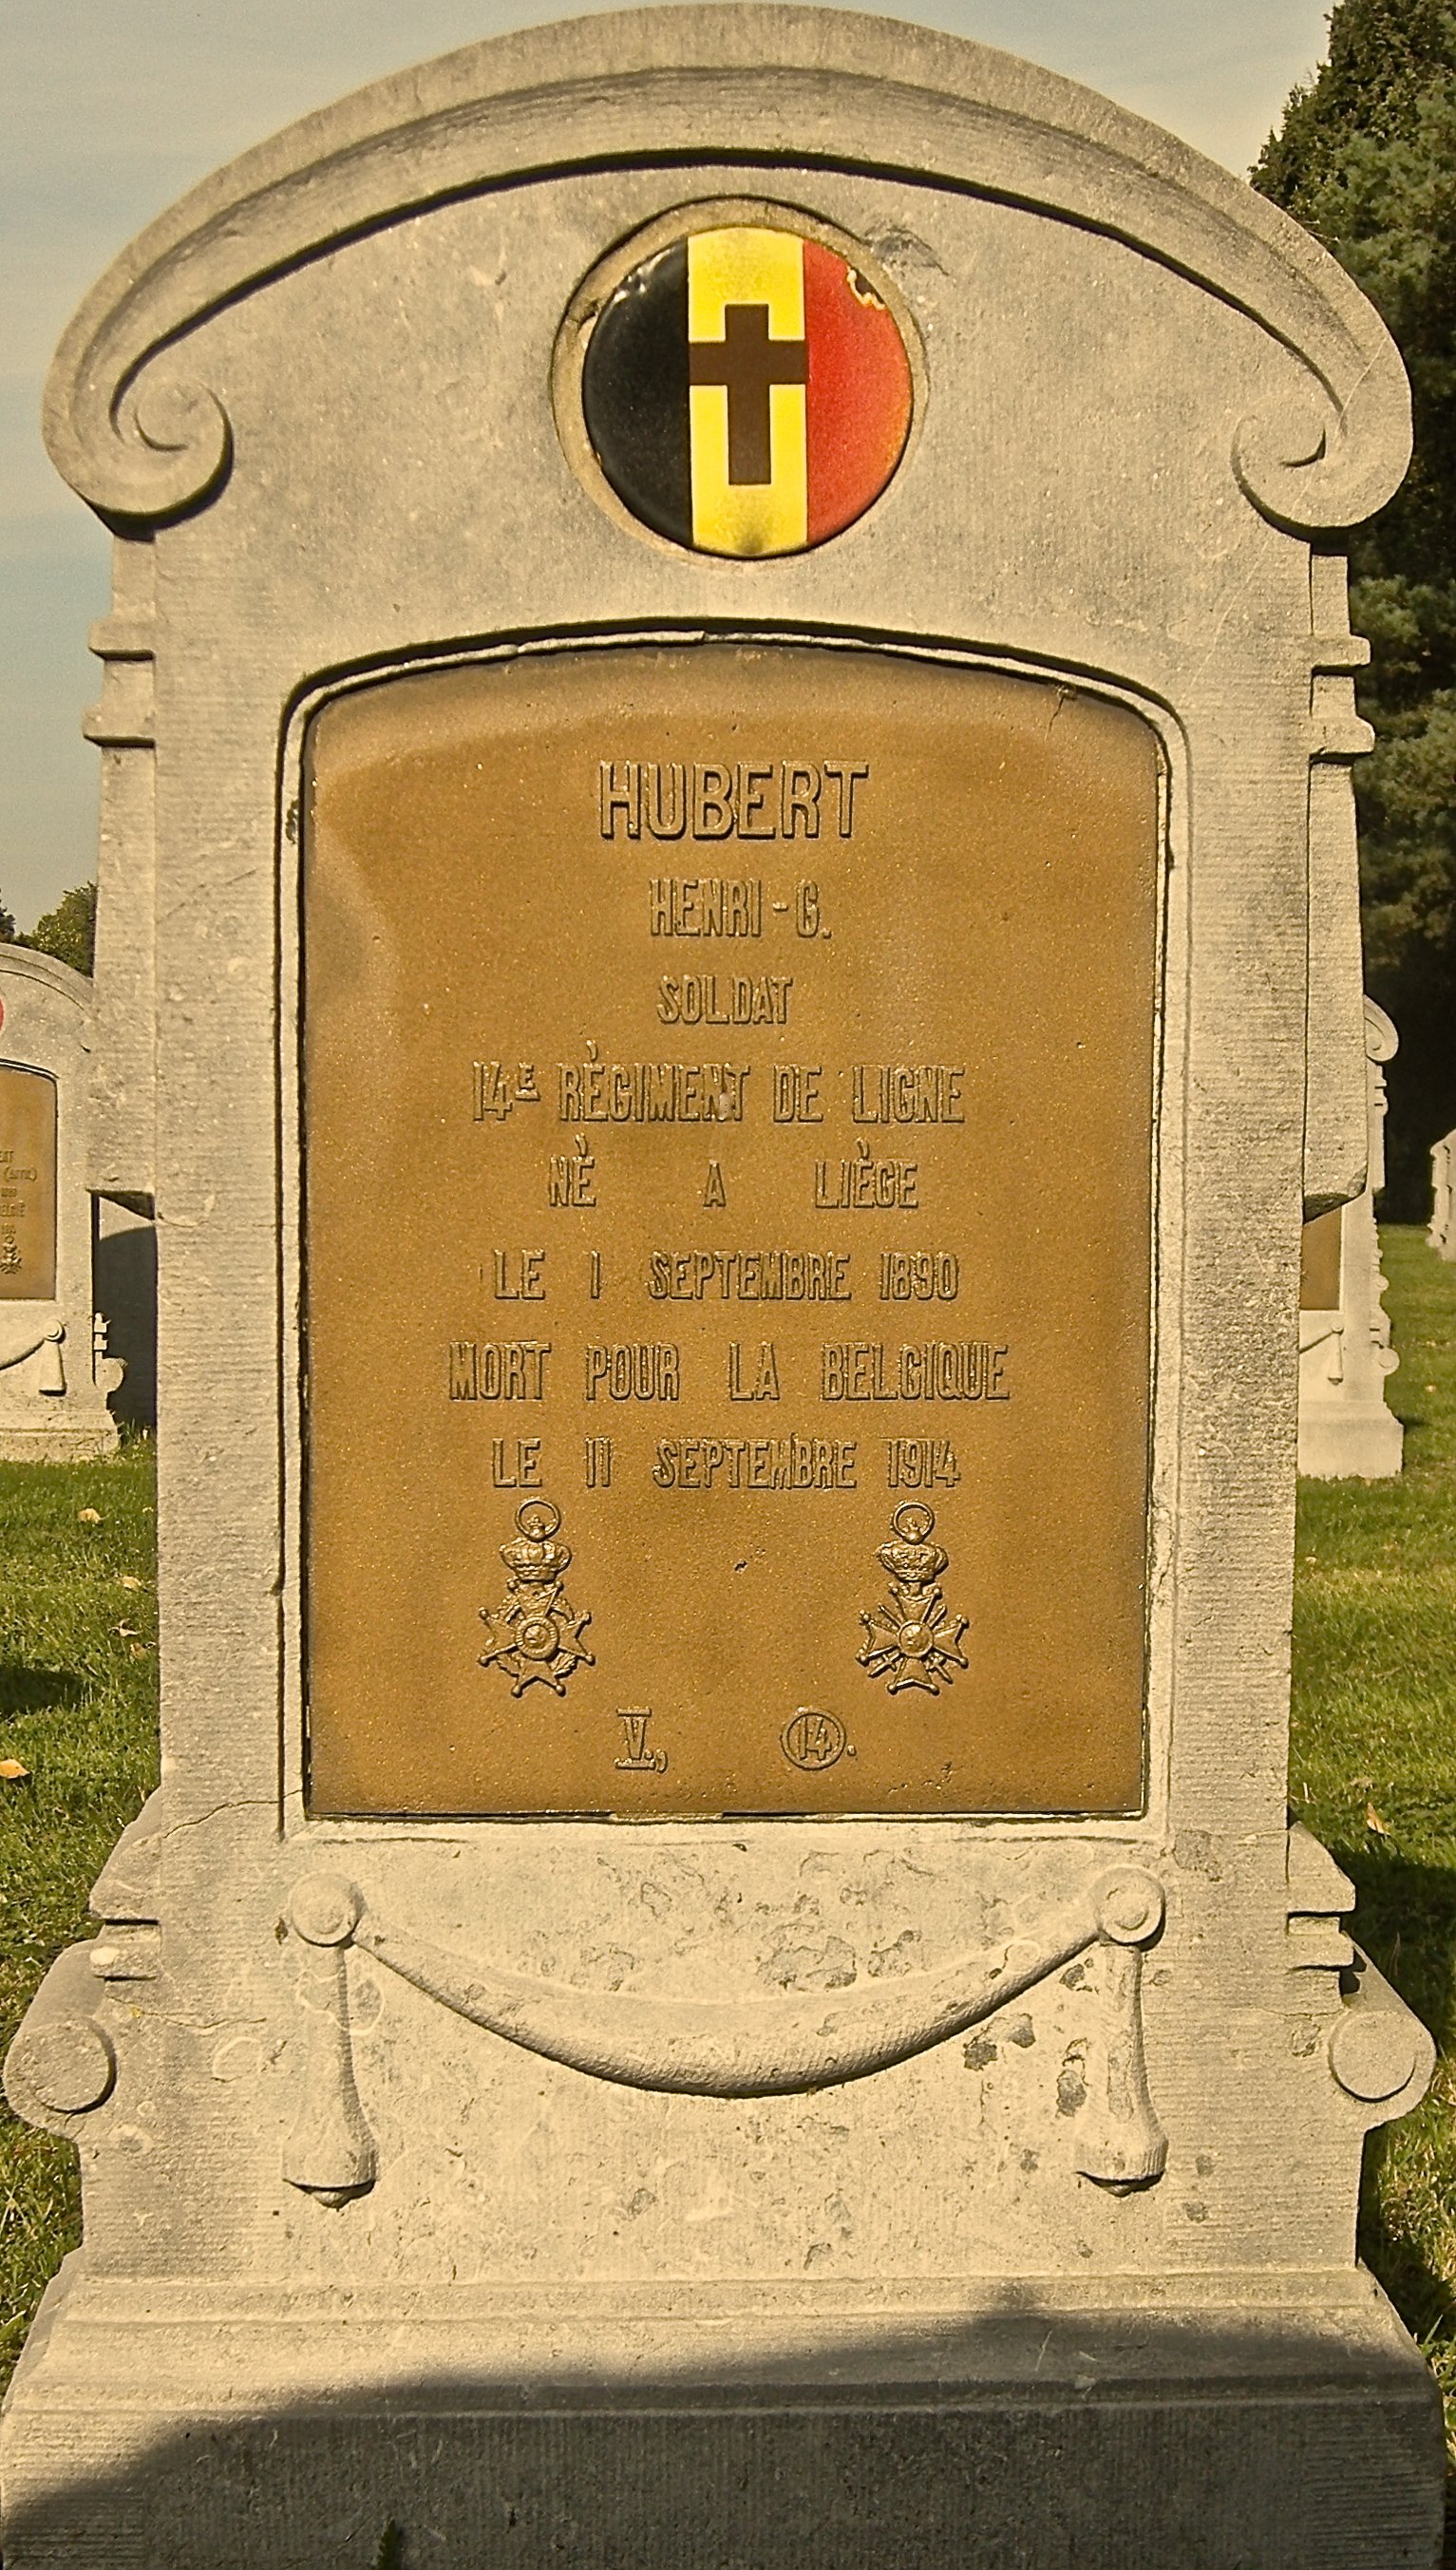 HUBERT
HENRI-G.
SOLDAT
14E RÉGIMENT DE LIGNE
NÉ A LIÉGE
LE 1 SEPTEMBRE 1890
MORT POUR LA BELGIQUE
LE 11 SEPTEMBRE 1914
V., 14.